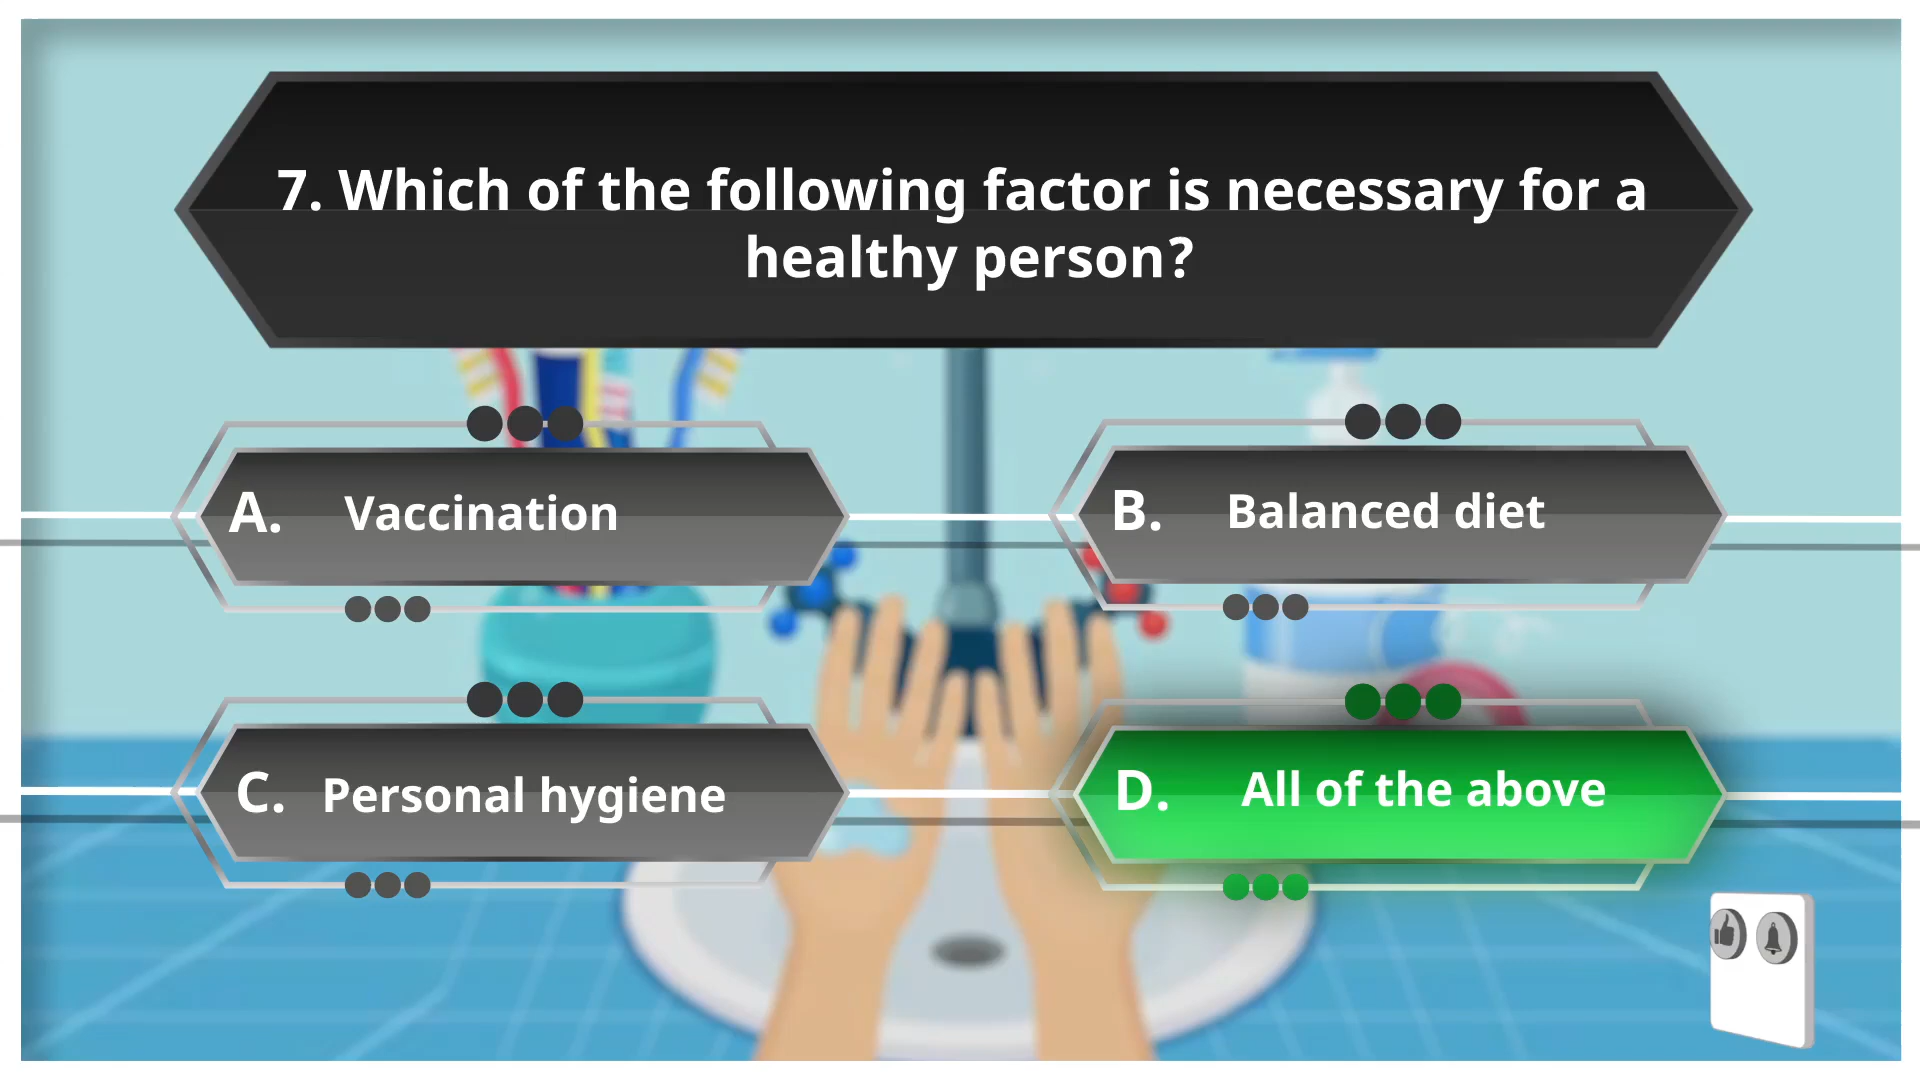 7. Which of the following factor is necessary for a
healthy person?
A. Vaccination
B. Balanced diet
C. Personal hygiene
D. All of the above